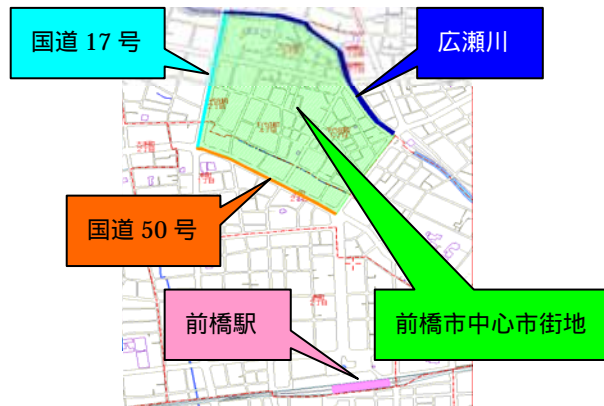 国道 17 号
広瀬川
国道 50 号
前橋駅
前橋市中心市街地